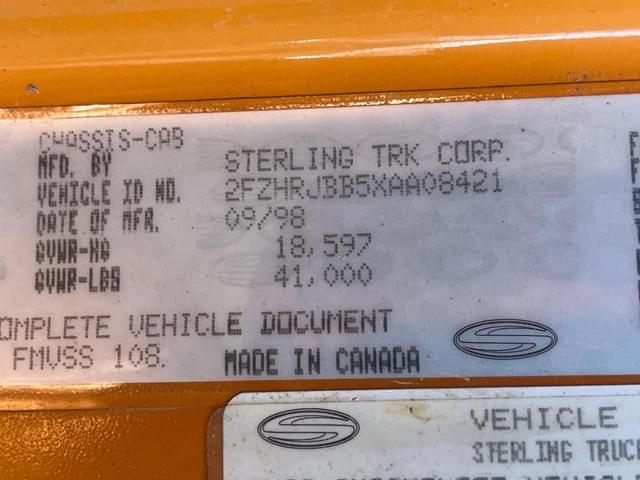 CHASSIS-CAB
MFD. BY STERLING TRK CORP.
VEHICLE ID NO. 2FZHRJBB5XAA08421
DATE OF MFR. 09/98
GVWR-KG 18,597
GVWR-LBS 41,000
OMPLETE VEHICLE DOCUMENT
FMVSS 108. MADE IN CANADA
VEHICLE
STERLING TRUC